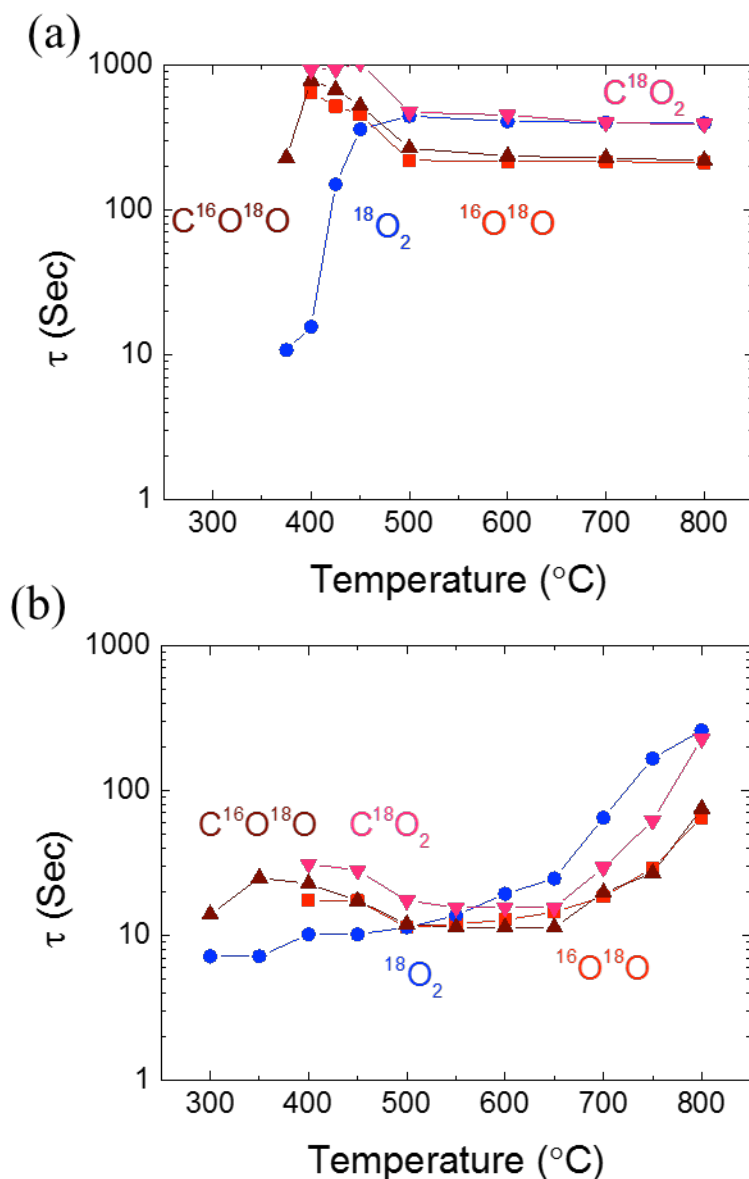 (a)
1000
C¹⁸O₂
100
C¹⁶O¹⁸O
¹⁸O₂
¹⁶O¹⁸O
τ (Sec)
10
1
300 400 500 600 700 800
Temperature (°C)
(b)
1000
100
C¹⁶O¹⁸O
C¹⁸O₂
τ (Sec)
10
¹⁸O₂
¹⁶O¹⁸O
1
300 400 500 600 700 800
Temperature (°C)